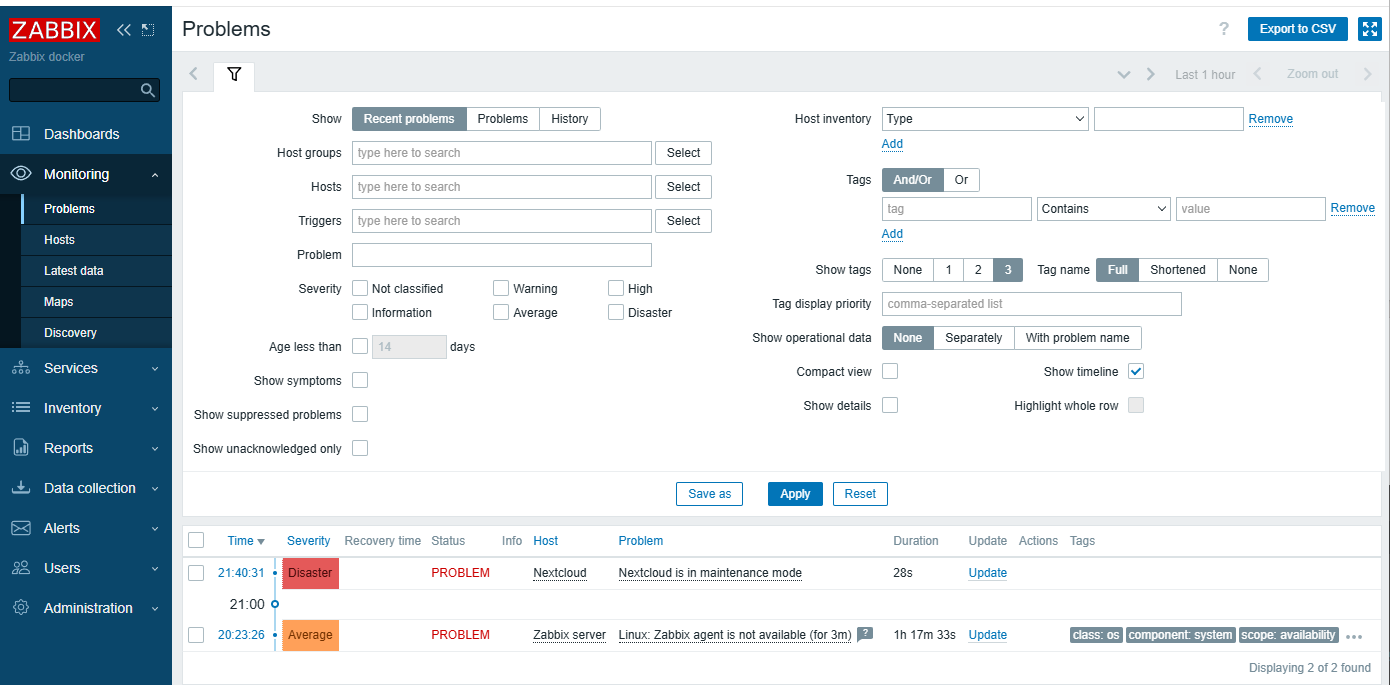 ZABBIX
Zabbix docker
Dashboards
Monitoring
Problems
Hosts
Latest data
Maps
Discovery
Services
Inventory
Reports
Data collection
Alerts
Users
Administration
Problems
? Export to CSV
Last 1 hour Zoom out
Show Recent problems Problems History
Host groups type here to search Select
Hosts type here to search Select
Triggers type here to search Select
Problem
Severity Not classified Warning High
Information Average Disaster
Age less than 14 days
Show symptoms
Show suppressed problems
Show unacknowledged only
Host inventory Type Remove
Add
Tags And/Or Or
tag Contains value Remove
Add
Show tags None 1 2 3 Tag name Full Shortened None
Tag display priority comma-separated list
Show operational data None Separately With problem name
Compact view Show timeline
Show details Highlight whole row
Save as Apply Reset
Time Severity Recovery time Status Info Host Problem Duration Update Actions Tags
21:40:31 Disaster PROBLEM Nextcloud Nextcloud is in maintenance mode 28s Update
21:00
20:23:26 Average PROBLEM Zabbix server Linux: Zabbix agent is not available (for 3m) ? 1h 17m 33s Update class: os component: system scope: availability •••
Displaying 2 of 2 found